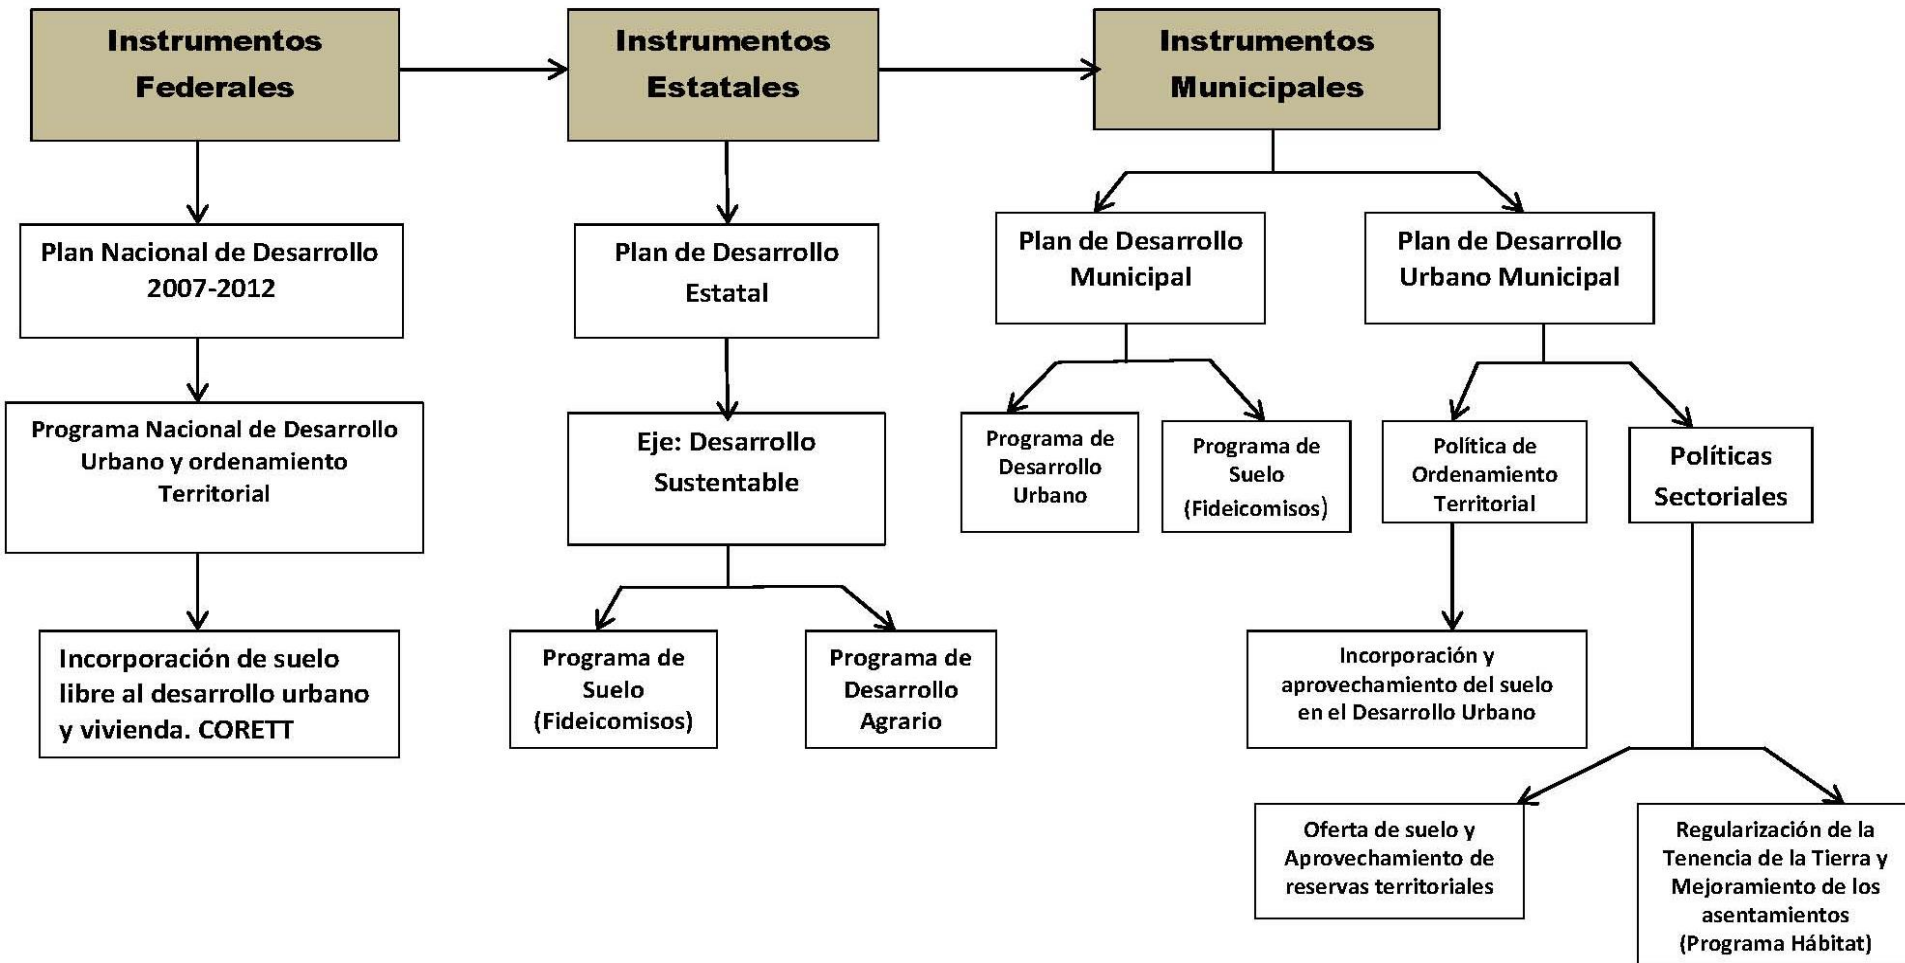 Instrumentos
Federales
Instrumentos
Estatales
Instrumentos
Municipales
Plan Nacional de Desarrollo
2007-2012
Plan de Desarrollo
Estatal
Plan de Desarrollo
Municipal
Plan de Desarrollo
Urbano Municipal
Programa Nacional de Desarrollo
Urbano y ordenamiento
Territorial
Eje: Desarrollo
Sustentable
Programa de
Desarrollo
Urbano
Programa de
Suelo
(Fideicomisos)
Política de
Ordenamiento
Territorial
Políticas
Sectoriales
Incorporación de suelo
libre al desarrollo urbano
y vivienda. CORETT
Programa de
Suelo
(Fideicomisos)
Programa de
Desarrollo
Agrario
Incorporación y
aprovechamiento del suelo
en el Desarrollo Urbano
Oferta de suelo y
Aprovechamiento de
reservas territoriales
Regularización de la
Tenencia de la Tierra y
Mejoramiento de los
asentamientos
(Programa Hábitat)